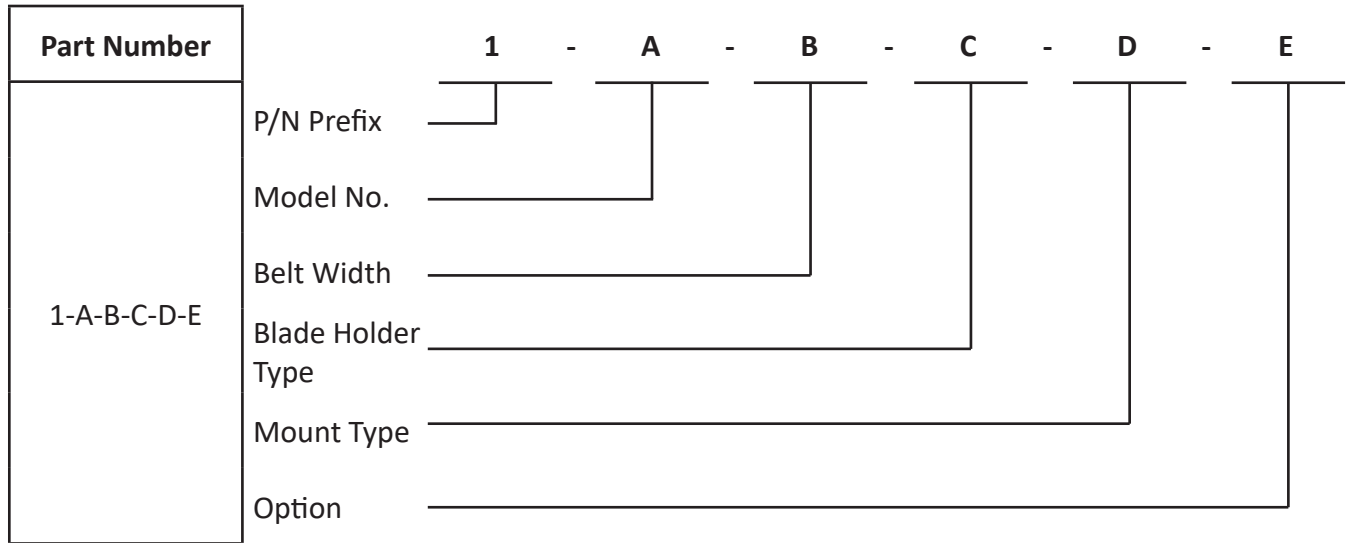 Part Number 1 - A - B - C - D - E
P/N Prefix
Model No.
Belt Width
1-A-B-C-D-E
Blade Holder
Type
Mount Type
Option